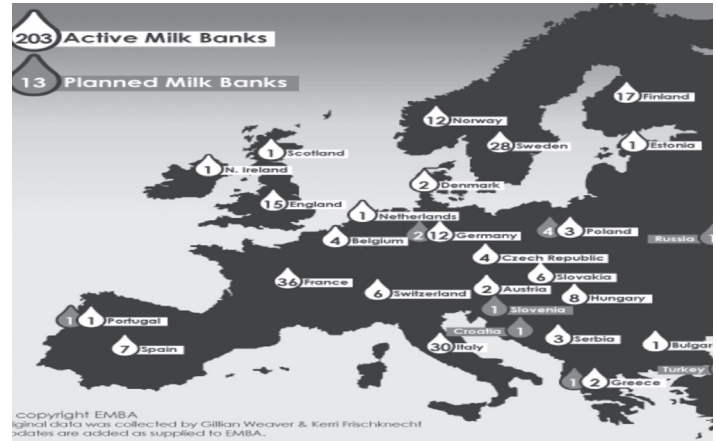 203 Active Milk Banks
13 Planned Milk Banks
17 Finland
12 Norway
28 Sweden
1 Estonia
1 Scotland
1 N. Ireland
2 Denmark
15 England
1 Netherlands
4 Belgium
2 12 Germany
4 3 Poland
Russia 1
4 Czech Republic
6 Slovakia
36 France
6 Switzerland
2 Austria
8 Hungary
1 Slovenia
1 1 Portugal
Croatia 1
3 Serbia
1 Bulgar
7 Spain
30 Italy
Turkey
1 2 Greece
copyright EMBA
iginal data was collected by Gillian Weaver & Kerri Frischknecht
pdates are added as supplied to EMBA.